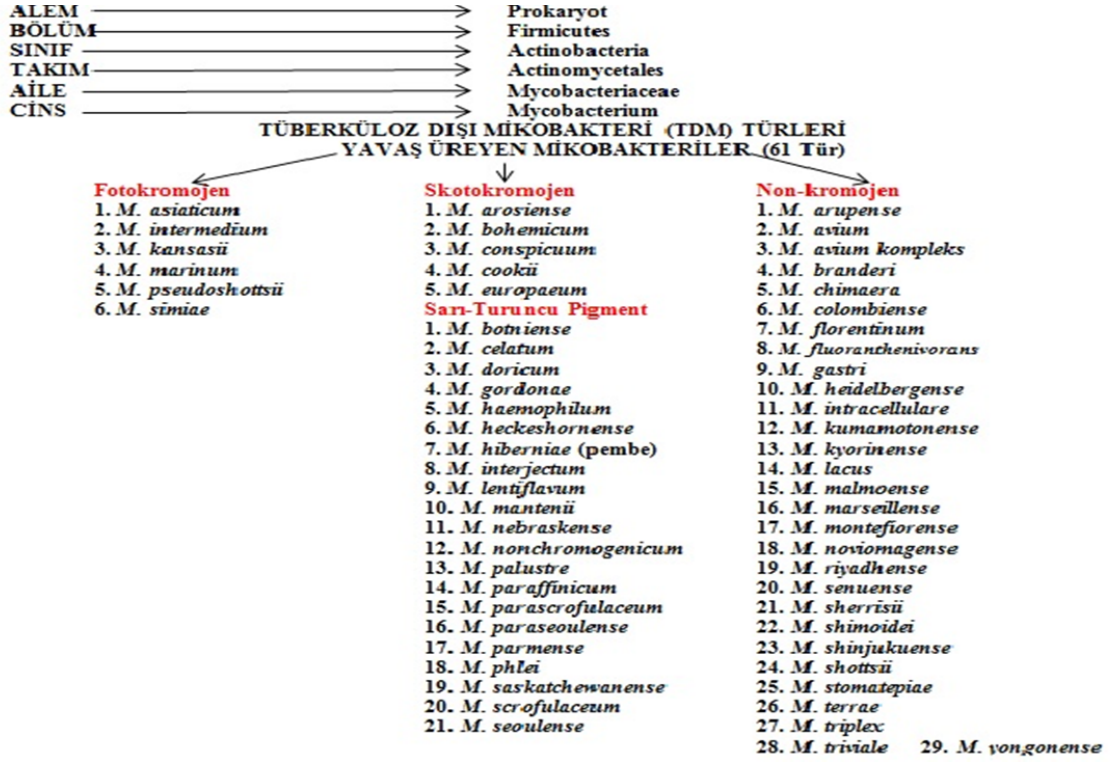 ALEM Prokaryot
BÖLÜM Firmicutes
SINIF Actinobacteria
TAKIM Actinomycetales
AİLE Mycobacteriaceae
CİNS Mycobacterium
TÜBERKÜLOZ DIŞI MİKOBAKTERİ (TDM) TÜRLERİ
YAVAŞ ÜREYEN MİKOBAKTERİLER (61 Tür)
Fotokromojen
1. M. asiaticum
2. M. intermedium
3. M. kansasii
4. M. marinum
5. M. pseudoshottsii
6. M. simiae
Skotokromojen
1. M. arosiense
2. M. bohemicum
3. M. conspicuum
4. M. cookii
5. M. europaeum
Sarı-Turuncu Pigment
1. M. botniense
2. M. celatum
3. M. doricum
4. M. gordonae
5. M. haemophilum
6. M. heckeshornense
7. M. hiberniae (pembe)
8. M. interjectum
9. M. lentiflavum
10. M. mantenii
11. M. nebraskense
12. M. nonchromogenicum
13. M. palustre
14. M. paraffinicum
15. M. parascrofulaceum
16. M. paraseoulense
17. M. parmense
18. M. phlei
19. M. saskatchewanense
20. M. scrofulaceum
21. M. seoulense
Non-kromojen
1. M. arupense
2. M. avium
3. M. avium kompleks
4. M. branderi
5. M. chimaera
6. M. colombiense
7. M. florentinum
8. M. fluoranthenivorans
9. M. gastri
10. M. heidelbergense
11. M. intracellulare
12. M. kumamotonense
13. M. kyorinense
14. M. lacus
15. M. malmoense
16. M. marseillense
17. M. montefiorense
18. M. noviomagense
19. M. riyadhense
20. M. senuense
21. M. sherrisii
22. M. shimoidei
23. M. shinjukuense
24. M. shottsii
25. M. stomatepiae
26. M. terrae
27. M. triplex
28. M. triviale 29. M. yongonense